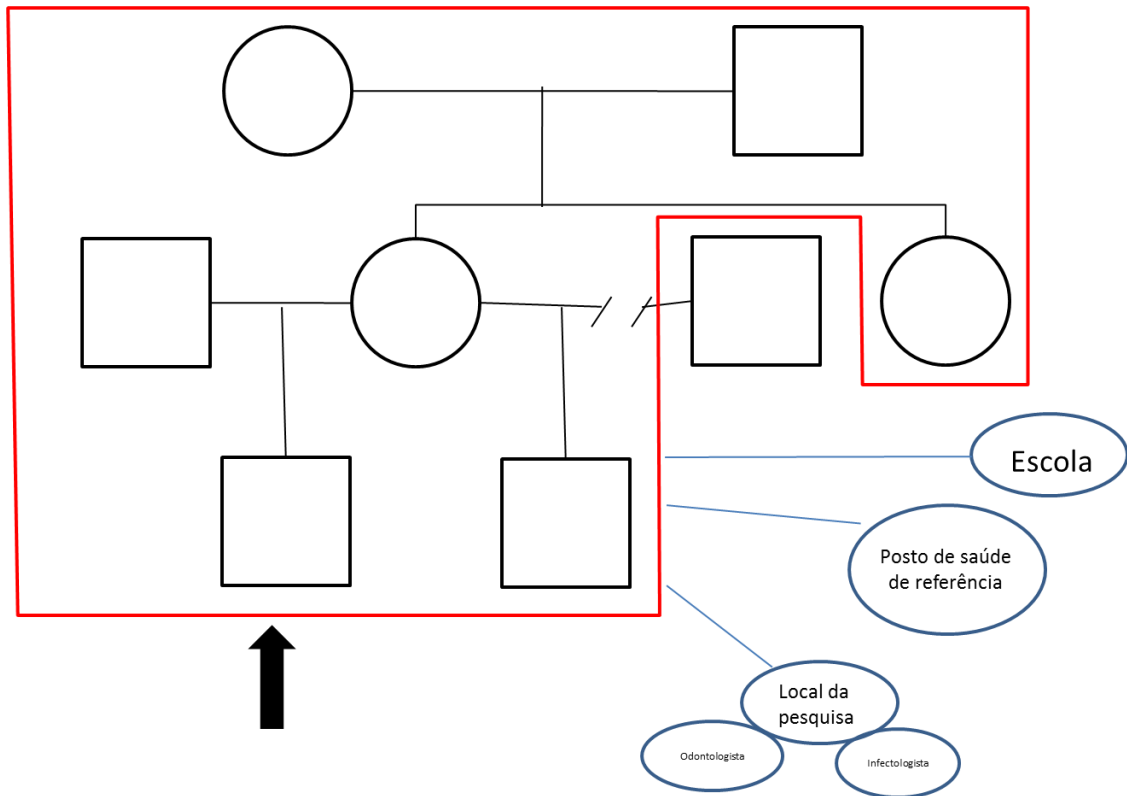 Escola
Posto de saúde
de referência
Local da
pesquisa
Odontologista
Infectologista